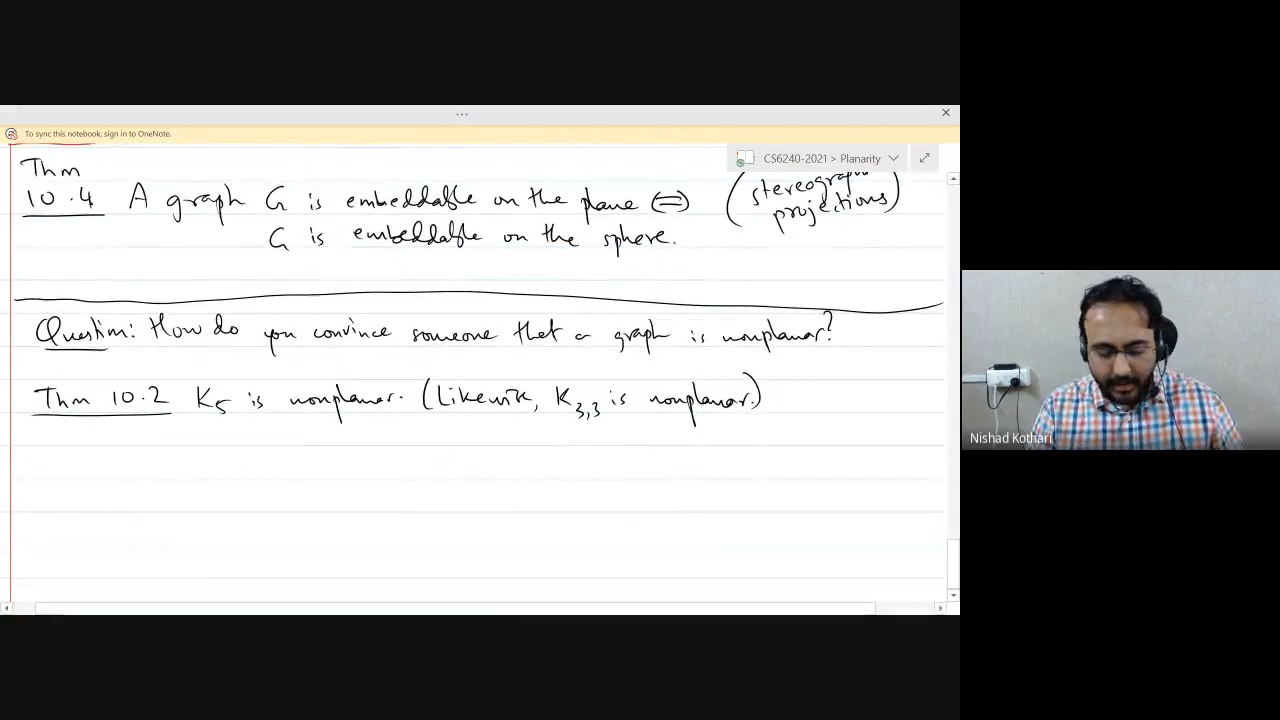 To sync this notebook, sign in to OneNote.
CS6240-2021 > Planarity
Thm
10.4 A graph G is embeddable on the plane ⇔ (stereograph projections)
G is embeddable on the sphere.
Question: How do you convince someone that a graph is nonplanar?
Thm 10.2 K5 is nonplanar. (Likewise, K3,3 is nonplanar.)
Nishad Kothari